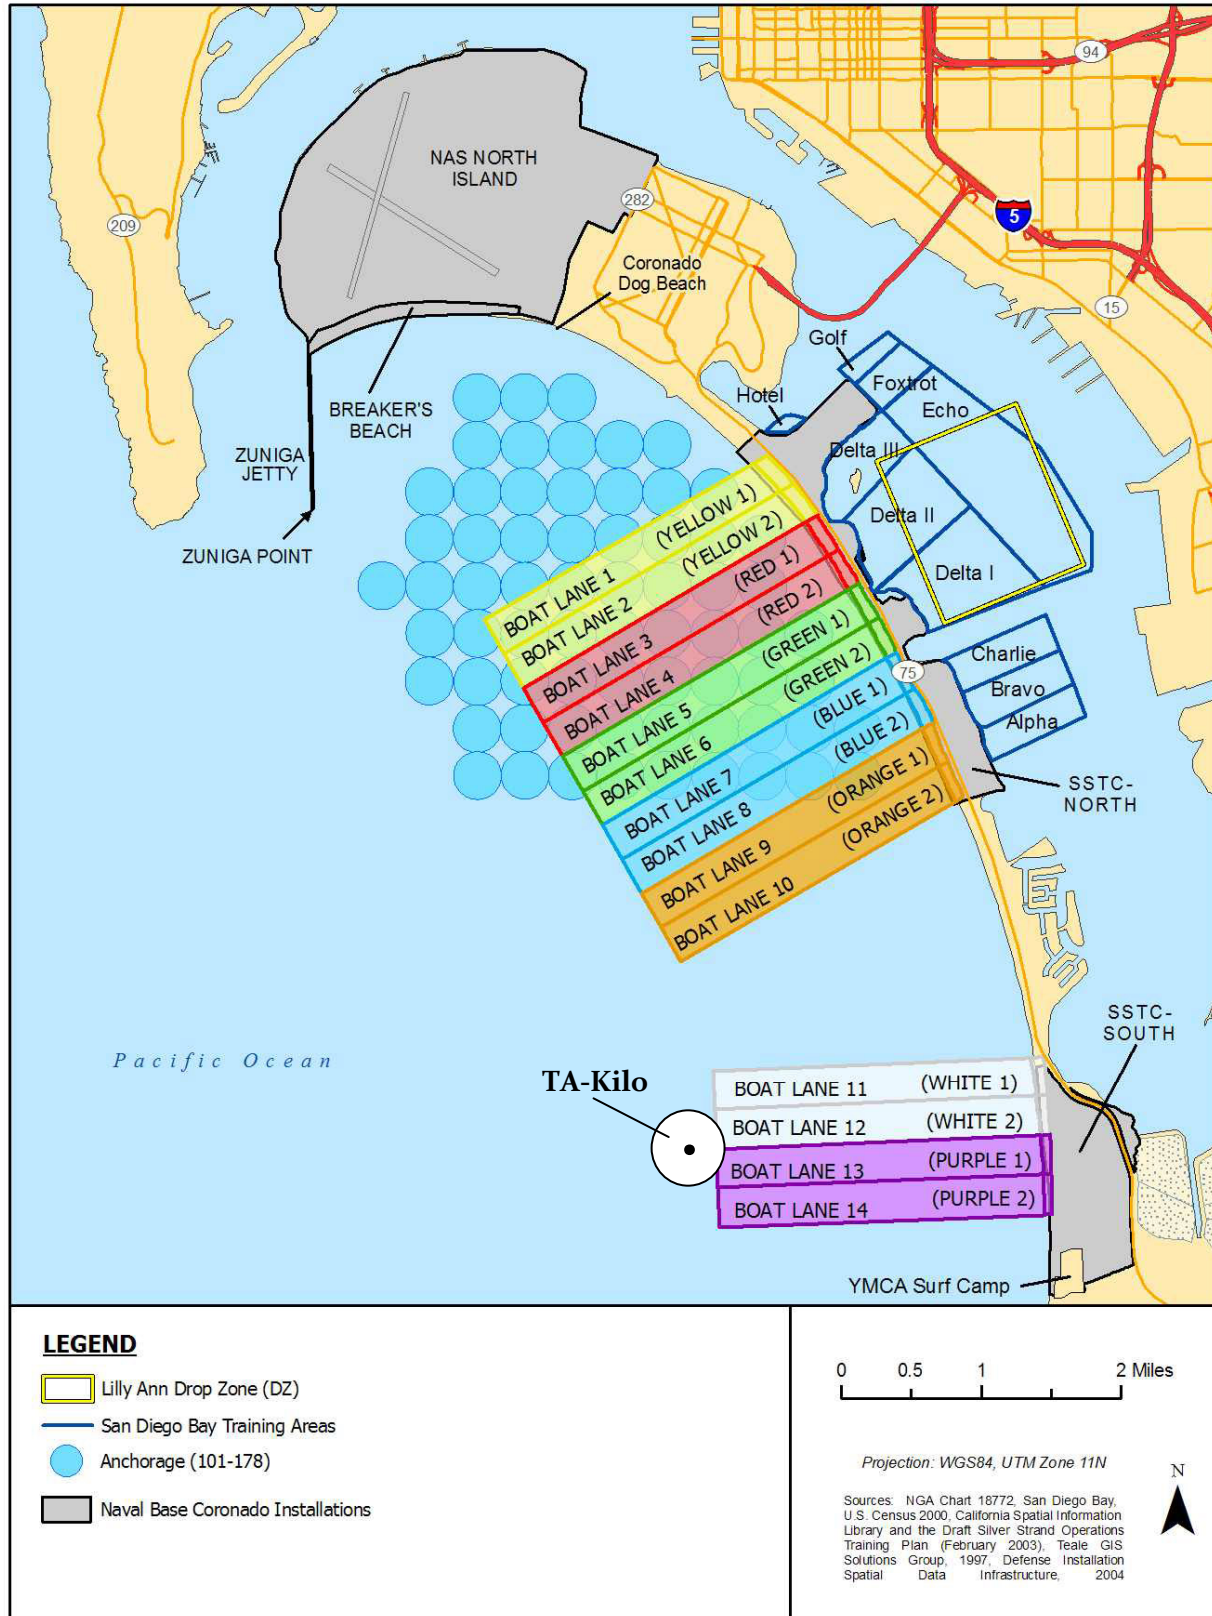 94
NAS NORTH
ISLAND
282
5
209
Coronado
Dog Beach
15
Golf
Foxtrot
Hotel
Echo
BREAKER'S
BEACH
Delta III
ZUNIGA
JETTY
(YELLOW 1)
Delta II
(YELLOW 2)
ZUNIGA POINT
(RED 1)
Delta I
BOAT LANE 1
(RED 2)
BOAT LANE 2
(GREEN 1)
Charlie
BOAT LANE 3
(GREEN 2)
75
BOAT LANE 4
(BLUE 1)
Bravo
BOAT LANE 5
(BLUE 2)
Alpha
BOAT LANE 6
(ORANGE 1)
BOAT LANE 7
(ORANGE 2)
SSTC-
NORTH
BOAT LANE 8
BOAT LANE 9
BOAT LANE 10
SSTC-
SOUTH
Pacific Ocean
TA-Kilo
BOAT LANE 11 (WHITE 1)
BOAT LANE 12 (WHITE 2)
BOAT LANE 13 (PURPLE 1)
BOAT LANE 14 (PURPLE 2)
YMCA Surf Camp
LEGEND
Lilly Ann Drop Zone (DZ)
San Diego Bay Training Areas
Anchorage (101-178)
Naval Base Coronado Installations
0 0.5 1 2 Miles
Projection: WGS84, UTM Zone 11N
N
Sources: NGA Chart 18772, San Diego Bay,
U.S. Census 2000, California Spatial Information
Library and the Draft Silver Strand Operations
Training Plan (February 2003), Teale GIS
Solutions Group, 1997, Defense Installation
Spatial Data Infrastructure, 2004